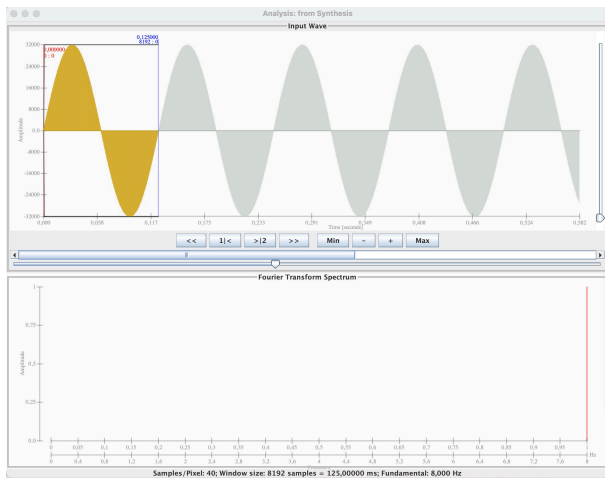 Analysis: from Synthesis
Input Wave
0,125000
8192 : 0
0,000000
0 : 0
32000
24000
16000
8000
0.0
-8000
-16000
-24000
-32000
Amplitude
0,000 0,058 0,117 0,175 0,233 0,291 0,349 0,408 0,466 0,524 0,582
Time [seconds]
<< 1|< >|2 >> Min - + Max
Fourier Transform Spectrum
1
0,75
0,5
0,25
0.0
Amplitude
0 0,05 0,1 0,15 0,2 0,25 0,3 0,35 0,4 0,45 0,5 0,55 0,6 0,65 0,7 0,75 0,8 0,85 0,9 0,95
0 0,4 0,8 1,2 1,6 2 2,4 2,8 3,2 3,6 4 4,4 4,8 5,2 5,6 6 6,4 6,8 7,2 7,6 8 Hz
Samples/Pixel: 40; Window size: 8192 samples = 125,00000 ms; Fundamental: 8,000 Hz